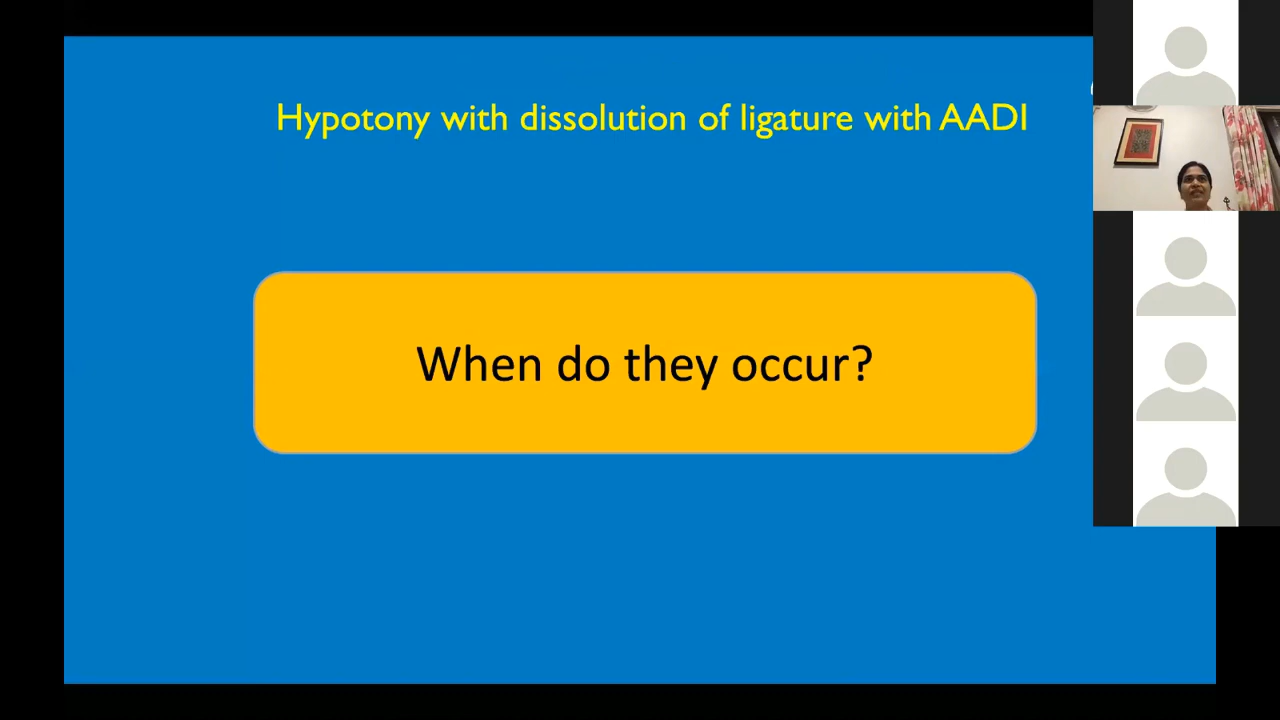 Hypotony with dissolution of ligature with AADI
When do they occur?